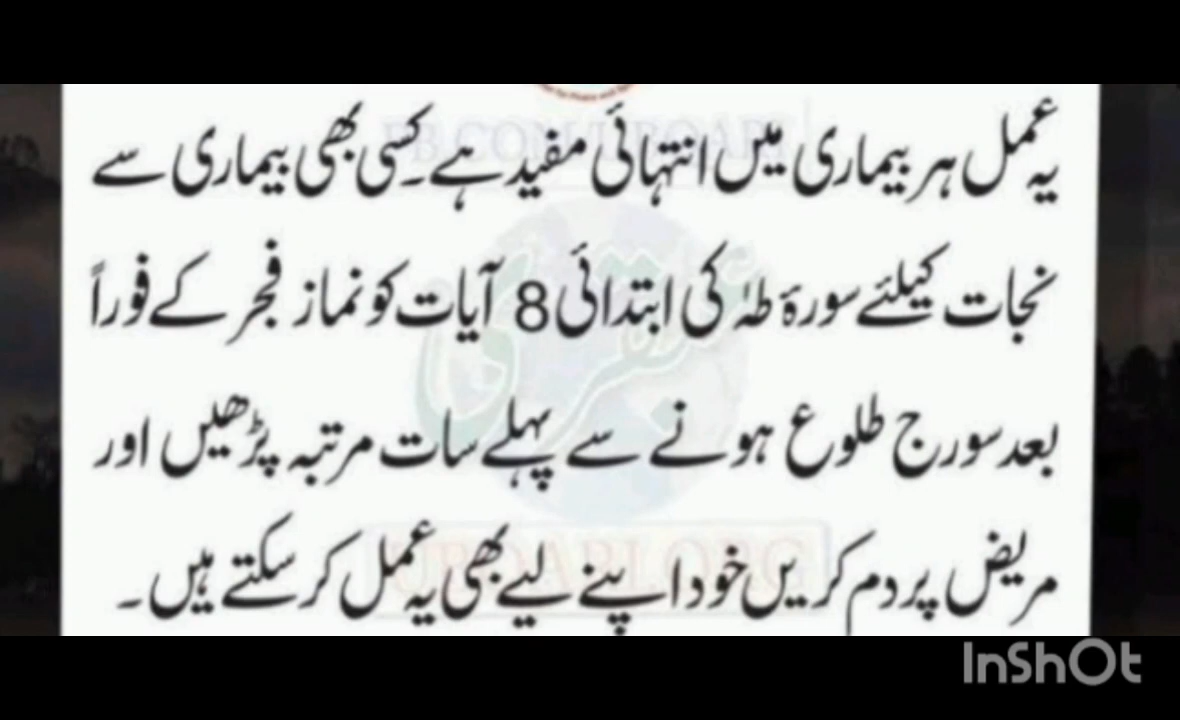 یہ عمل ہر بیماری میں انتہائی مفید ہے۔ کسی بھی بیماری سے
نجات کیلئے سورۃ طہٰ کی ابتدائی 8 آیات کو نماز فجر کے فوراً
بعد سورج طلوع ہونے سے پہلے سات مرتبہ پڑھیں اور
مریض پر دم کریں خود اپنے لیے بھی یہ عمل کر سکتے ہیں۔
InShOt